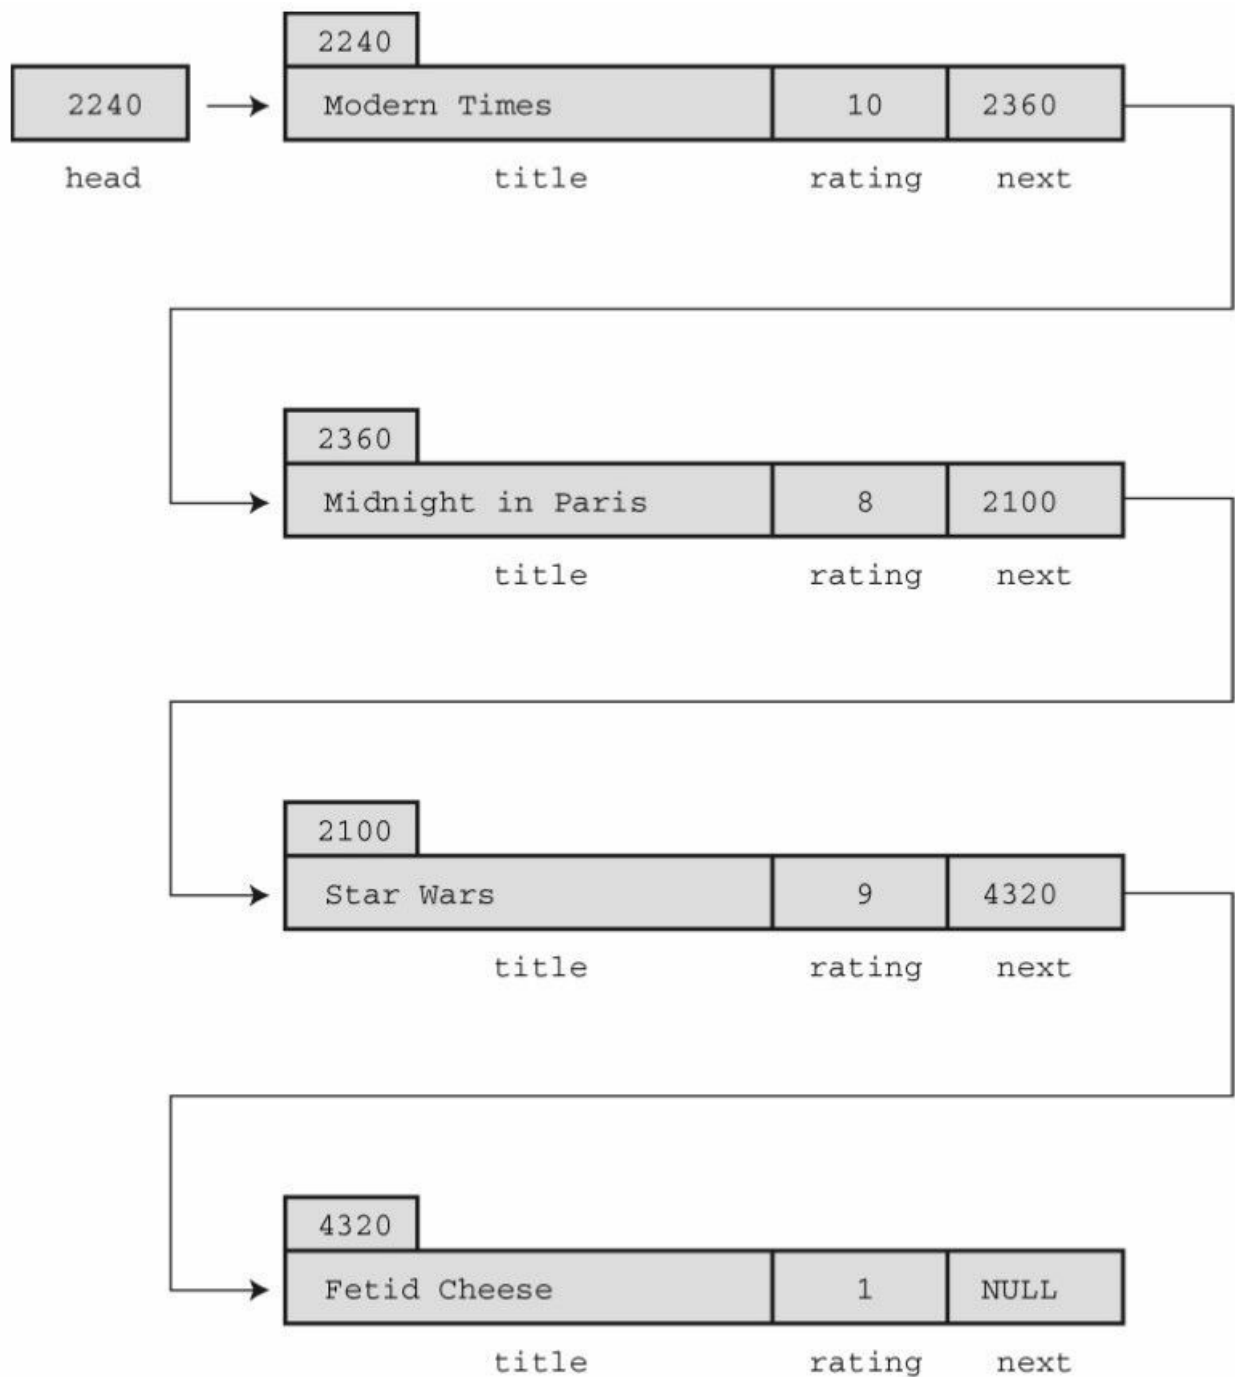 2240
2240 Modern Times 10 2360
head title rating next
2360
Midnight in Paris 8 2100
title rating next
2100
Star Wars 9 4320
title rating next
4320
Fetid Cheese 1 NULL
title rating next